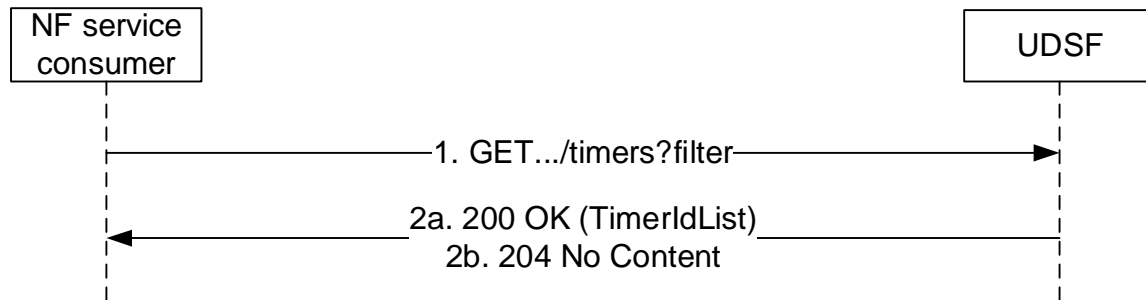 NF service
consumer
UDSF
1. GET.../timers?filter
2a. 200 OK (TimerIdList)
2b. 204 No Content